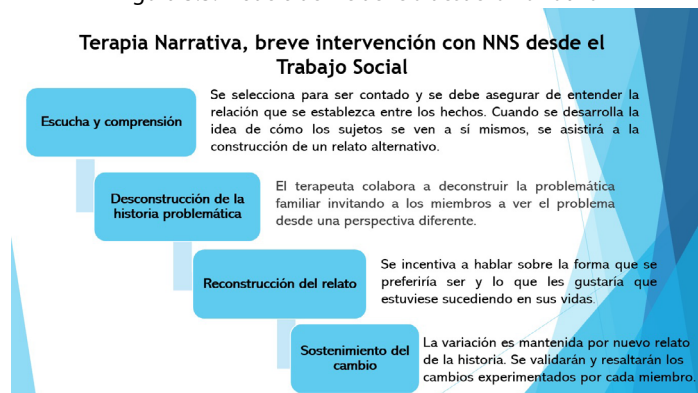 Terapia Narrativa, breve intervención con NNS desde el
Trabajo Social
Escucha y comprensión
Se selecciona para ser contado y se debe asegurar de entender la
relación que se establezca entre los hechos. Cuando se desarrolla la
idea de cómo los sujetos se ven a sí mismos, se asistirá a la
construcción de un relato alternativo.
Desconstrucción de la
historia problemática
El terapeuta colabora a deconstruir la problemática
familiar invitando a los miembros a ver el problema
desde una perspectiva diferente.
Reconstrucción del relato
Se incentiva a hablar sobre la forma que se
preferiría ser y lo que les gustaría que
estuviese sucediendo en sus vidas.
Sostenimiento del
cambio
La variación es mantenida por nuevo relato
de la historia. Se validarán y resaltarán los
cambios experimentados por cada miembro.